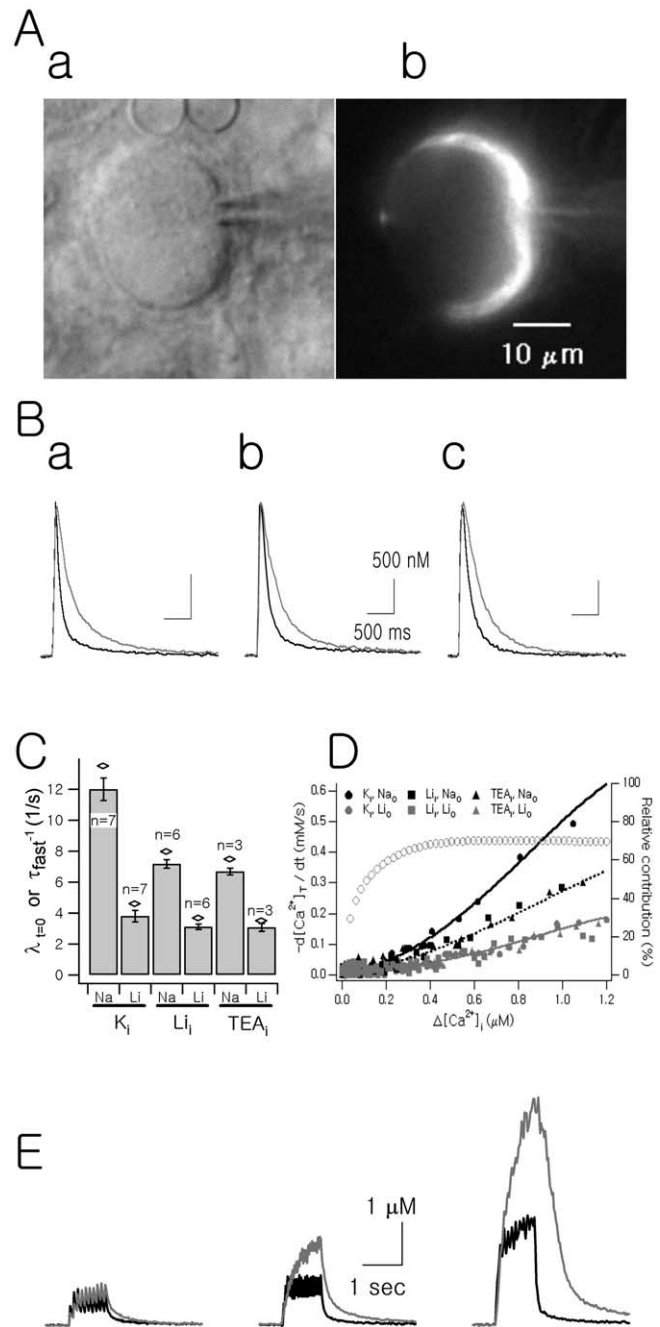 A
a
b
10 μm
B
a
b
c
500 nM
500 ms
C
λ t=0 or τfast⁻¹ (1/s)
12
10
8
6
4
2
0
n=7
n=7
n=6
n=6
n=3
n=3
Na Li Na Li Na Li
Ki Lii TEAi
D
-d[Ca²⁺]T / dt (mM/s)
0.6
0.5
0.4
0.3
0.2
0.1
0.0
Ki, Nao Lii, Nao TEAi, Nao
Ki, Lio Lii, Lio TEAi, Lio
100
80
60
40
20
0
Relative contribution (%)
0.0 0.2 0.4 0.6 0.8 1.0 1.2
Δ[Ca²⁺]i (μM)
E
1 μM
1 sec